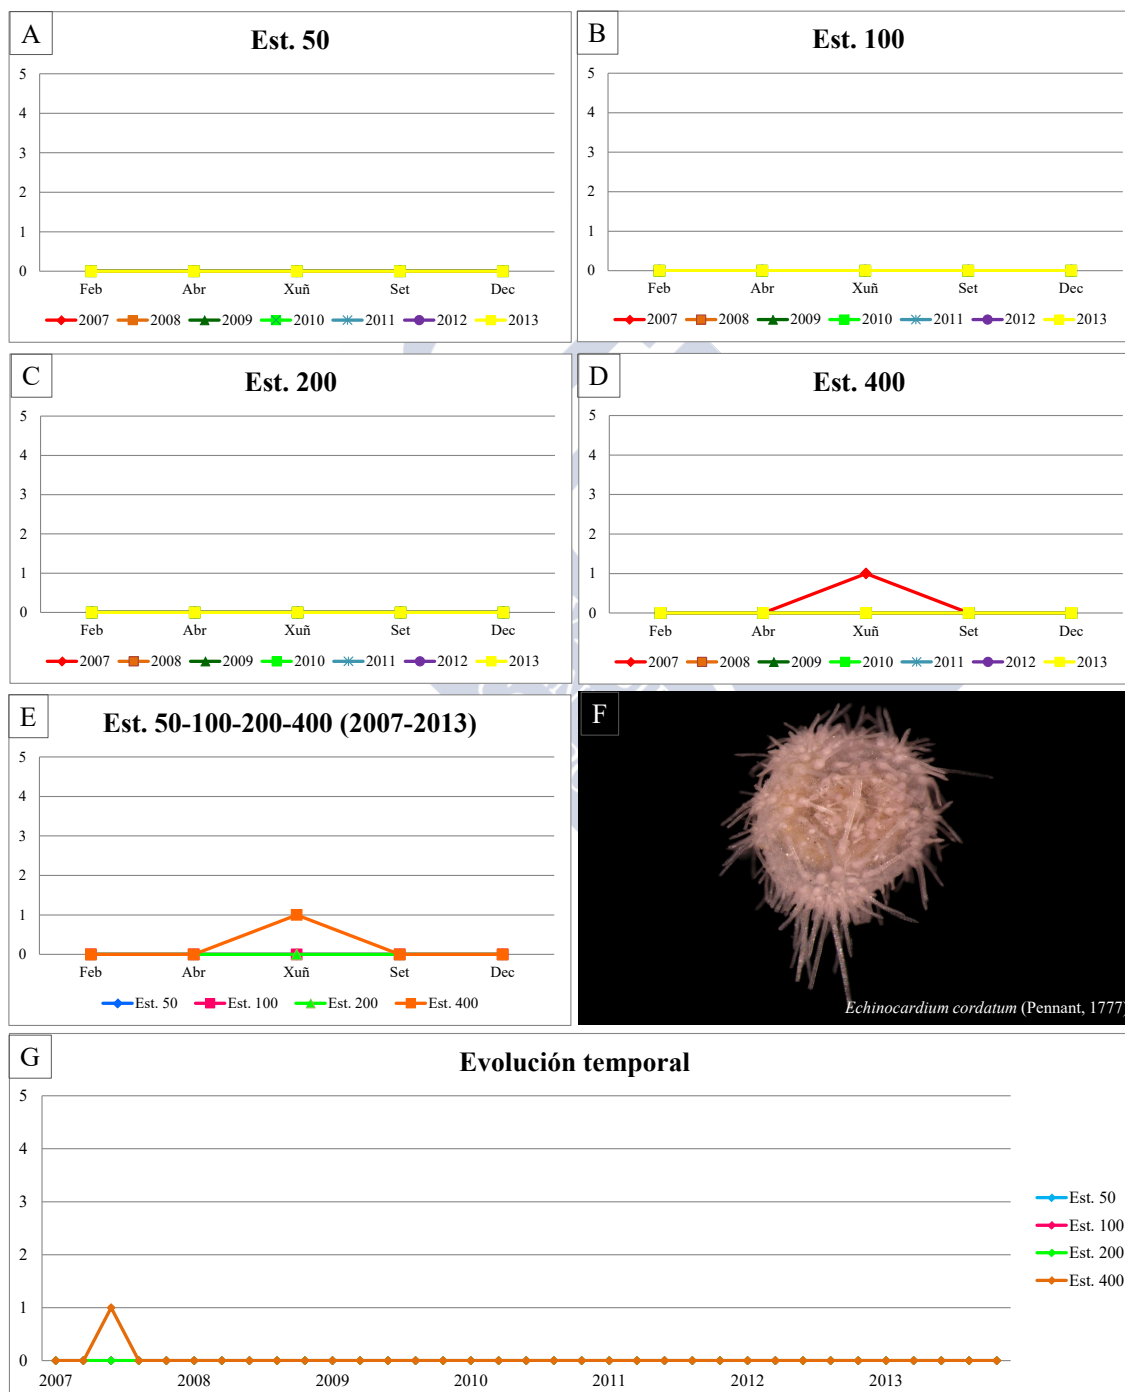 A
Est. 50
5
4
3
2
1
0
Feb Abr Xuñ Set Dec
2007 2008 2009 2010 2011 2012 2013
B
Est. 100
5
4
3
2
1
0
Feb Abr Xuñ Set Dec
2007 2008 2009 2010 2011 2012 2013
C
Est. 200
5
4
3
2
1
0
Feb Abr Xuñ Set Dec
2007 2008 2009 2010 2011 2012 2013
D
Est. 400
5
4
3
2
1
0
Feb Abr Xuñ Set Dec
2007 2008 2009 2010 2011 2012 2013
E
Est. 50-100-200-400 (2007-2013)
5
4
3
2
1
0
Feb Abr Xuñ Set Dec
Est. 50 Est. 100 Est. 200 Est. 400
F
Echinocardium cordatum (Pennant, 1777)
G
Evolución temporal
5
4
3
2
1
0
2007 2008 2009 2010 2011 2012 2013
Est. 50
Est. 100
Est. 200
Est. 400